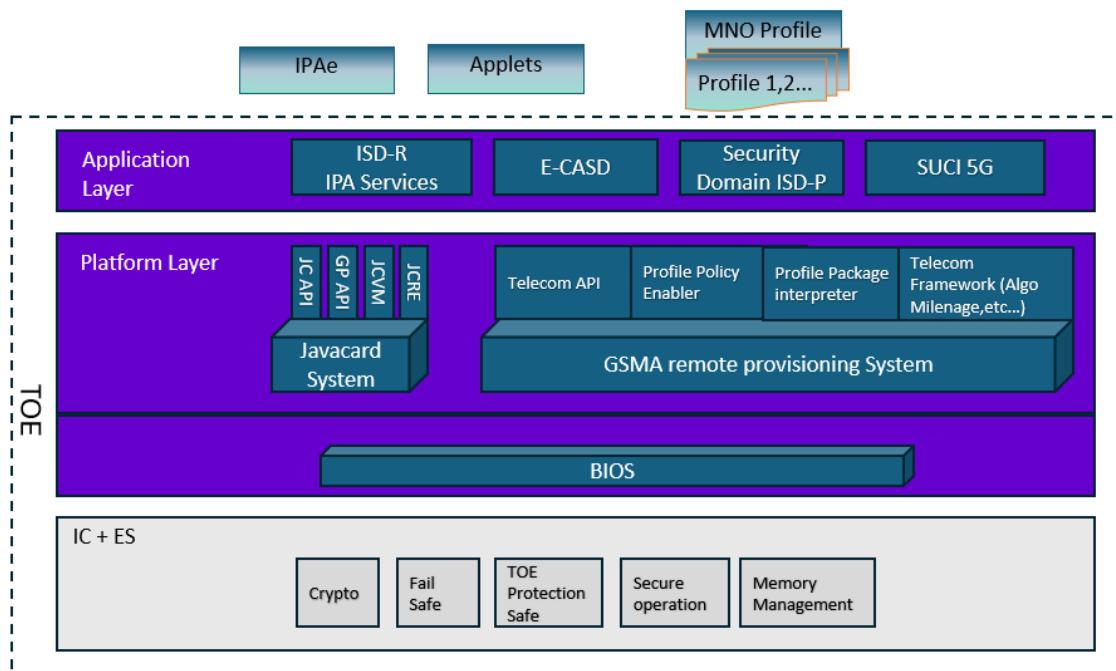 MNO Profile
IPAe
Applets
Profile 1,2...
TOE
Application
Layer
ISD-R
IPA Services
E-CASD
Security
Domain ISD-P
SUCI 5G
Platform Layer
JC API
GP API
JCVM
JCRE
Telecom API
Profile Policy
Enabler
Profile Package
interpreter
Telecom
Framework (Algo
Milenage,etc...)
Javacard
System
GSMA remote provisioning System
BIOS
IC + ES
Crypto
Fail
Safe
TOE
Protection
Safe
Secure
operation
Memory
Management